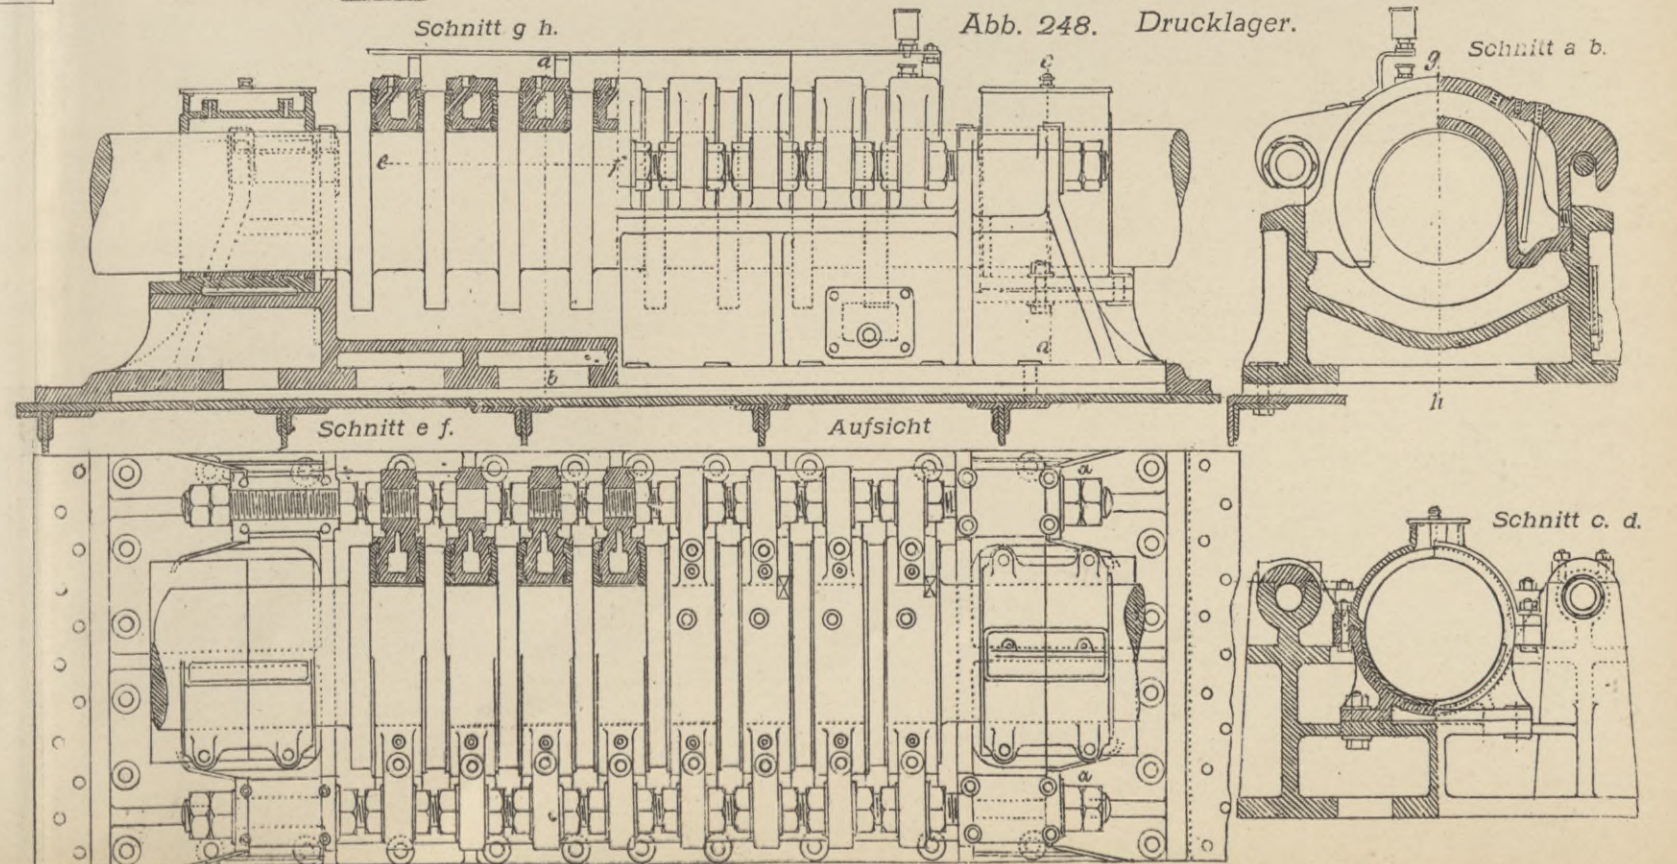 Abb. 248. Drucklager.
Schnitt g h.
Schnitt a b.
a
c
g
e
f
d
b
h
Schnitt e f.
Aufsicht
a
Schnitt c. d.
a